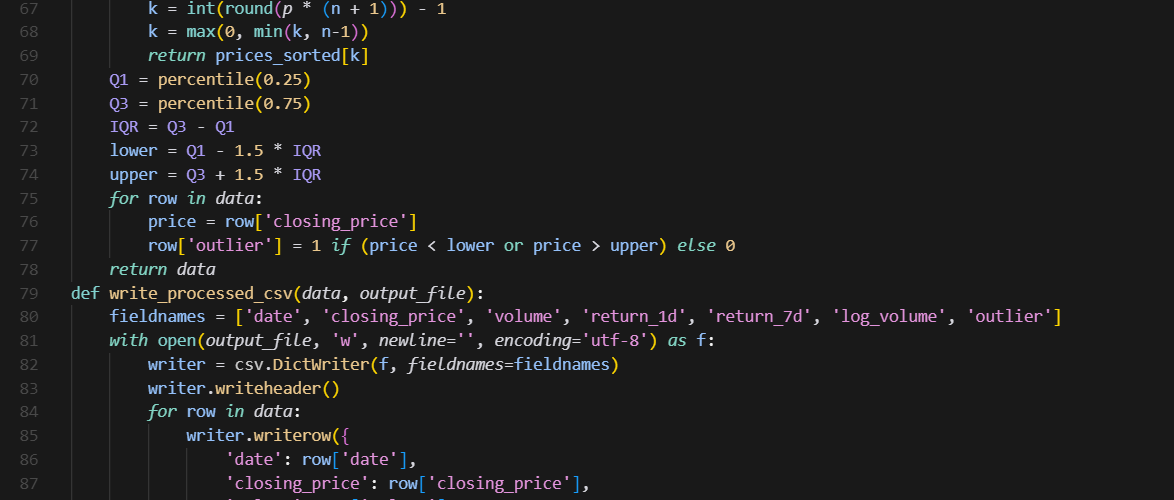 67 k = int(round(p * (n + 1))) - 1
68 k = max(0, min(k, n-1))
69 return prices_sorted[k]
70 Q1 = percentile(0.25)
71 Q3 = percentile(0.75)
72 IQR = Q3 - Q1
73 lower = Q1 - 1.5 * IQR
74 upper = Q3 + 1.5 * IQR
75 for row in data:
76 price = row['closing_price']
77 row['outlier'] = 1 if (price < lower or price > upper) else 0
78 return data
79 def write_processed_csv(data, output_file):
80 fieldnames = ['date', 'closing_price', 'volume', 'return_1d', 'return_7d', 'log_volume', 'outlier']
81 with open(output_file, 'w', newline='', encoding='utf-8') as f:
82 writer = csv.DictWriter(f, fieldnames=fieldnames)
83 writer.writeheader()
84 for row in data:
85 writer.writerow({
86 'date': row['date'],
87 'closing_price': row['closing_price'],